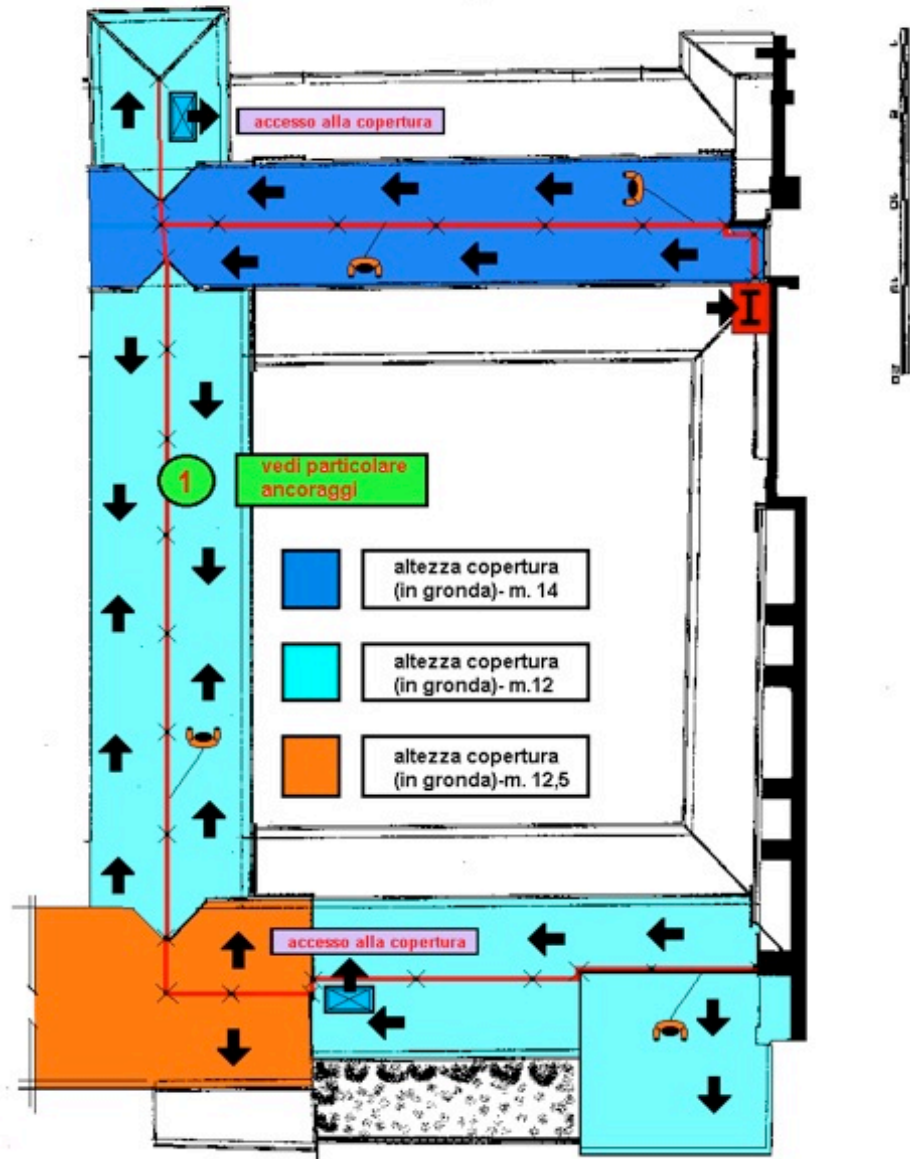 accesso alla copertura
1
vedi particolare
ancoraggi
altezza copertura
(in gronda)- m. 14
altezza copertura
(in gronda)- m.12
altezza copertura
(in gronda)-m. 12,5
accesso alla copertura